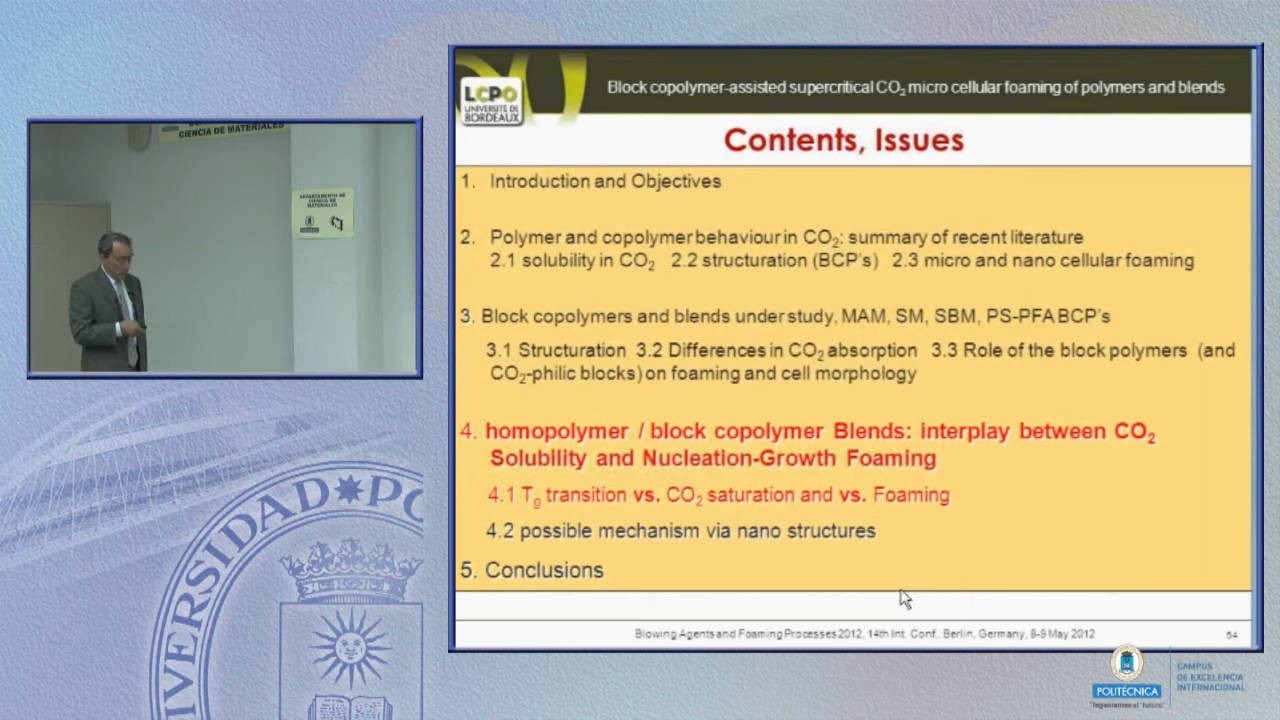 CIENCIA DE MATERIALES
DEPARTAMENTO DE
CIENCIA DE
MATERIALES
LCPO
UNIVERSITÉ DE
BORDEAUX
Block copolymer-assisted supercritical CO₂ micro cellular foaming of polymers and blends
Contents, Issues
1. Introduction and Objectives
2. Polymer and copolymer behaviour in CO₂: summary of recent literature
2.1 solubility in CO₂ 2.2 structuration (BCP's) 2.3 micro and nano cellular foaming
3. Block copolymers and blends under study, MAM, SM, SBM, PS-PFA BCP's
3.1 Structuration 3.2 Differences in CO₂ absorption 3.3 Role of the block polymers (and
CO₂-philic blocks) on foaming and cell morphology
4. homopolymer / block copolymer Blends: interplay between CO₂
Solubility and Nucleation-Growth Foaming
4.1 Tg transition vs. CO₂ saturation and vs. Foaming
4.2 possible mechanism via nano structures
5. Conclusions
Blowing Agents and Foaming Processes 2012, 14th Int. Conf., Berlin, Germany, 8-9 May 2012 54
UNIVERSIDAD PO
POLITÉCNICA
"Ingeniamos el futuro"
CAMPUS
DE EXCELENCIA
INTERNACIONAL